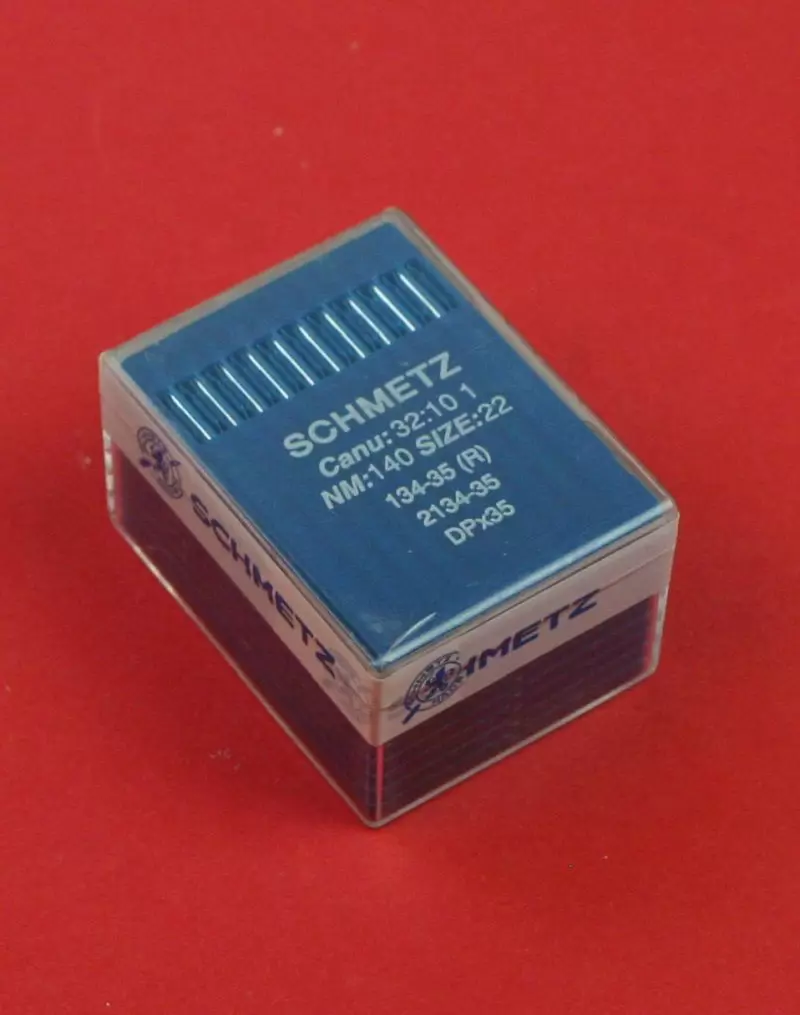 SCHMETZ
Canu: 32:10 1
NM:140 SIZE:22
134-35 (R)
2134-35
DPx35
SCHMETZ
SCHMETZ